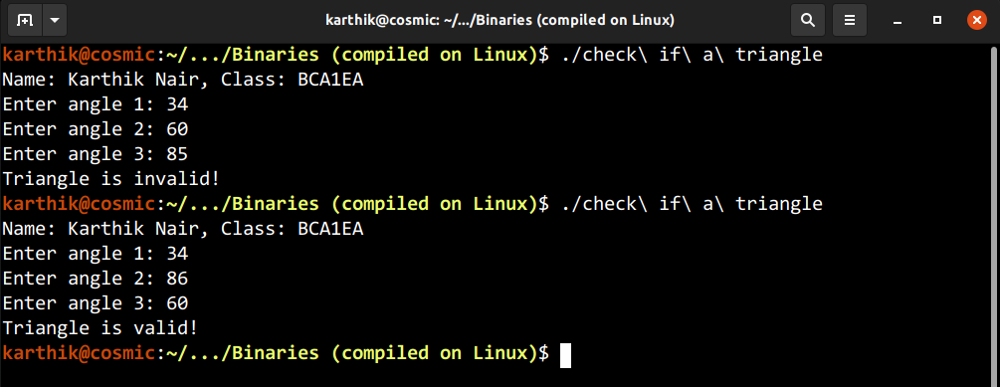 karthik@cosmic: ~/.../Binaries (compiled on Linux)
karthik@cosmic:~/.../Binaries (compiled on Linux)$ ./check\ if\ a\ triangle
Name: Karthik Nair, Class: BCA1EA
Enter angle 1: 34
Enter angle 2: 60
Enter angle 3: 85
Triangle is invalid!
karthik@cosmic:~/.../Binaries (compiled on Linux)$ ./check\ if\ a\ triangle
Name: Karthik Nair, Class: BCA1EA
Enter angle 1: 34
Enter angle 2: 86
Enter angle 3: 60
Triangle is valid!
karthik@cosmic:~/.../Binaries (compiled on Linux)$